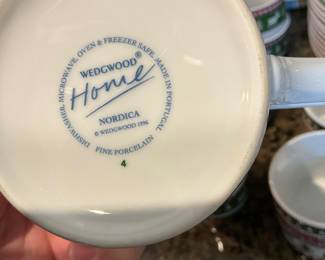 DISHWASHER, MICROWAVE, OVEN & FREEZER SAFE. MADE IN PORTUGAL
WEDGWOOD®
Home
NORDICA
© WEDGWOOD 1996
FINE PORCELAIN
4